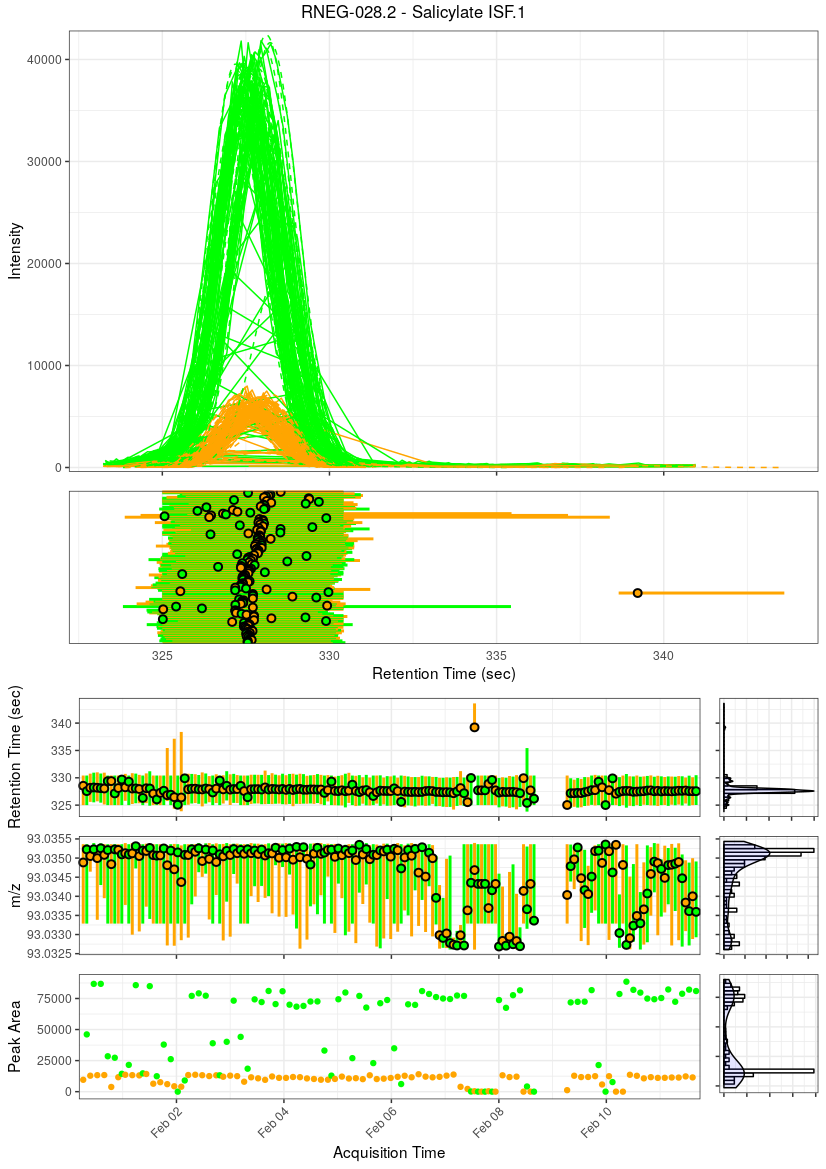 RNEG-028.2 - Salicylate ISF.1
40000
30000
20000
10000
0
Intensity
325
330
335
340
Retention Time (sec)
340
335
330
325
Retention Time (sec)
93.0355
93.0350
93.0345
93.0340
93.0335
93.0330
93.0325
m/z
75000
50000
25000
0
Peak Area
Feb 02
Feb 04
Feb 06
Feb 08
Feb 10
Acquisition Time